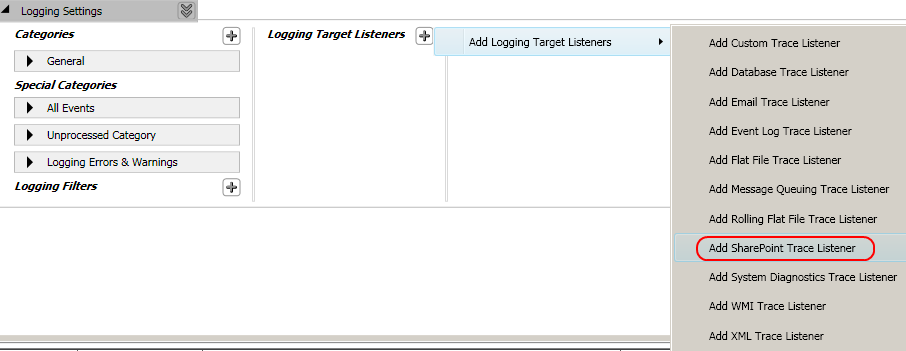 Logging Settings
Categories
General
Special Categories
All Events
Unprocessed Category
Logging Errors & Warnings
Logging Filters
Logging Target Listeners
Add Logging Target Listeners
Add Custom Trace Listener
Add Database Trace Listener
Add Email Trace Listener
Add Event Log Trace Listener
Add Flat File Trace Listener
Add Message Queuing Trace Listener
Add Rolling Flat File Trace Listener
Add SharePoint Trace Listener
Add System Diagnostics Trace Listener
Add WMI Trace Listener
Add XML Trace Listener